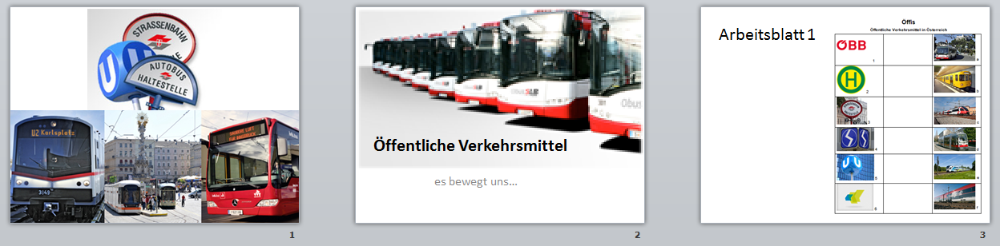 STRASSENBAHN
U
AUTOBUS
HALTESTELLE
U2 Karlsplatz
3149
1
Öffentliche Verkehrsmittel
es bewegt uns...
2
Arbeitsblatt 1
Offis
Öffentliche Verkehrsmittel in Österreich
ÖBB
1
a
H
2
b
STRASSENBAHN
3
c
S S
4
d
U U
5
e
6
f
3